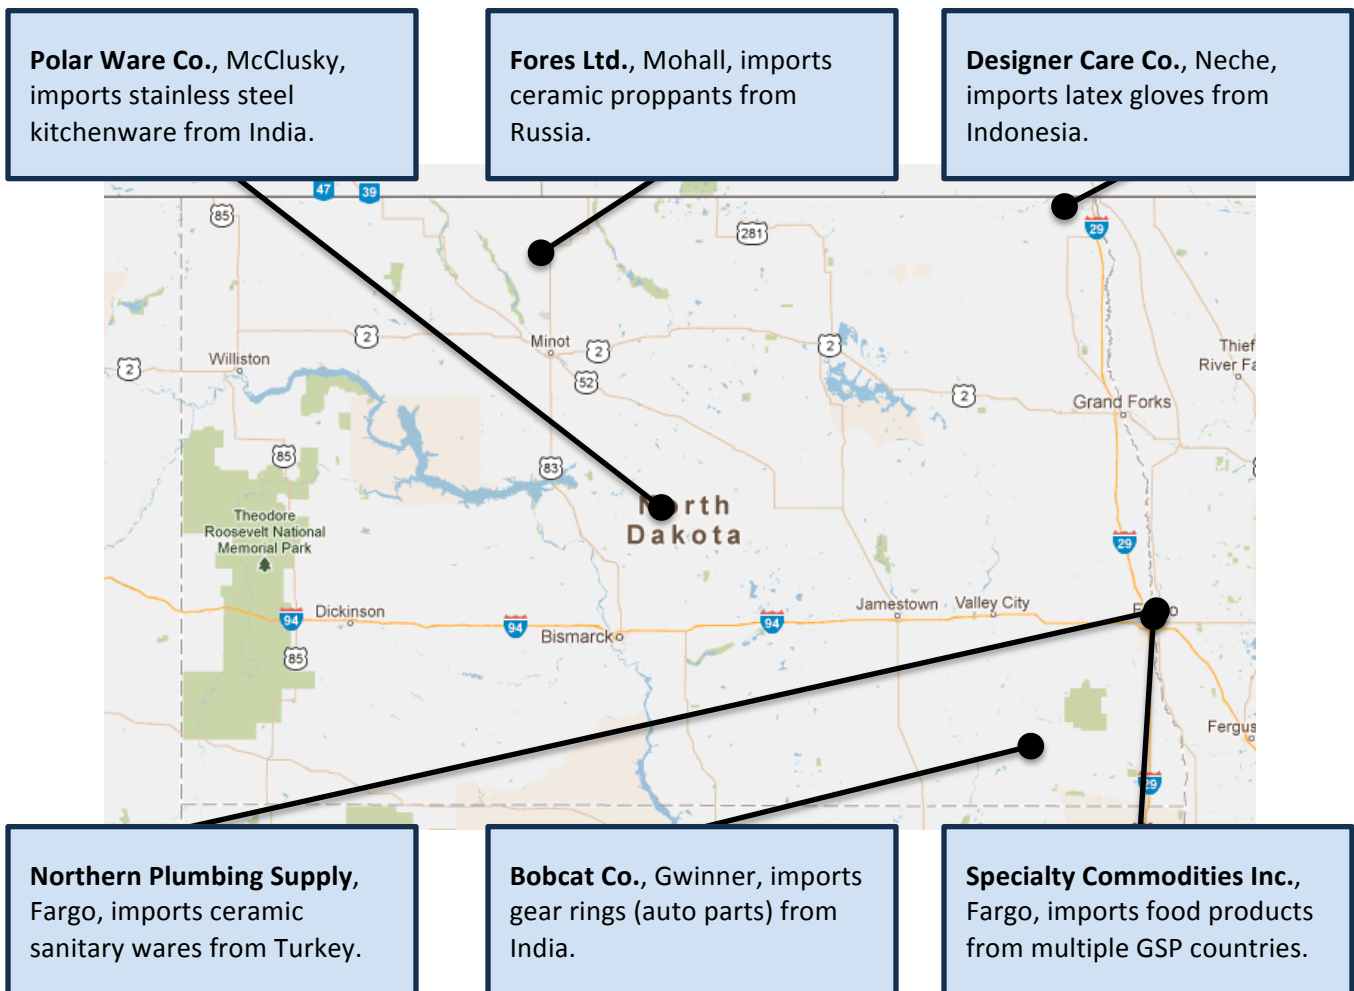 Polar Ware Co., McClusky,
imports stainless steel
kitchenware from India.
Fores Ltd., Mohall, imports
ceramic proppants from
Russia.
Designer Care Co., Neche,
imports latex gloves from
Indonesia.
47
39
85
281
29
2
Minot
2
2
Thief
Williston
2
River Fa
52
2
Grand Forks
85
83
Theodore
Roosevelt National
Memorial Park
North
Dakota
29
94
Dickinson
94
Bismarck
94
Jamestown
Valley City
85
Fergus
29
Northern Plumbing Supply,
Fargo, imports ceramic
sanitary wares from Turkey.
Bobcat Co., Gwinner, imports
gear rings (auto parts) from
India.
Specialty Commodities Inc.,
Fargo, imports food products
from multiple GSP countries.